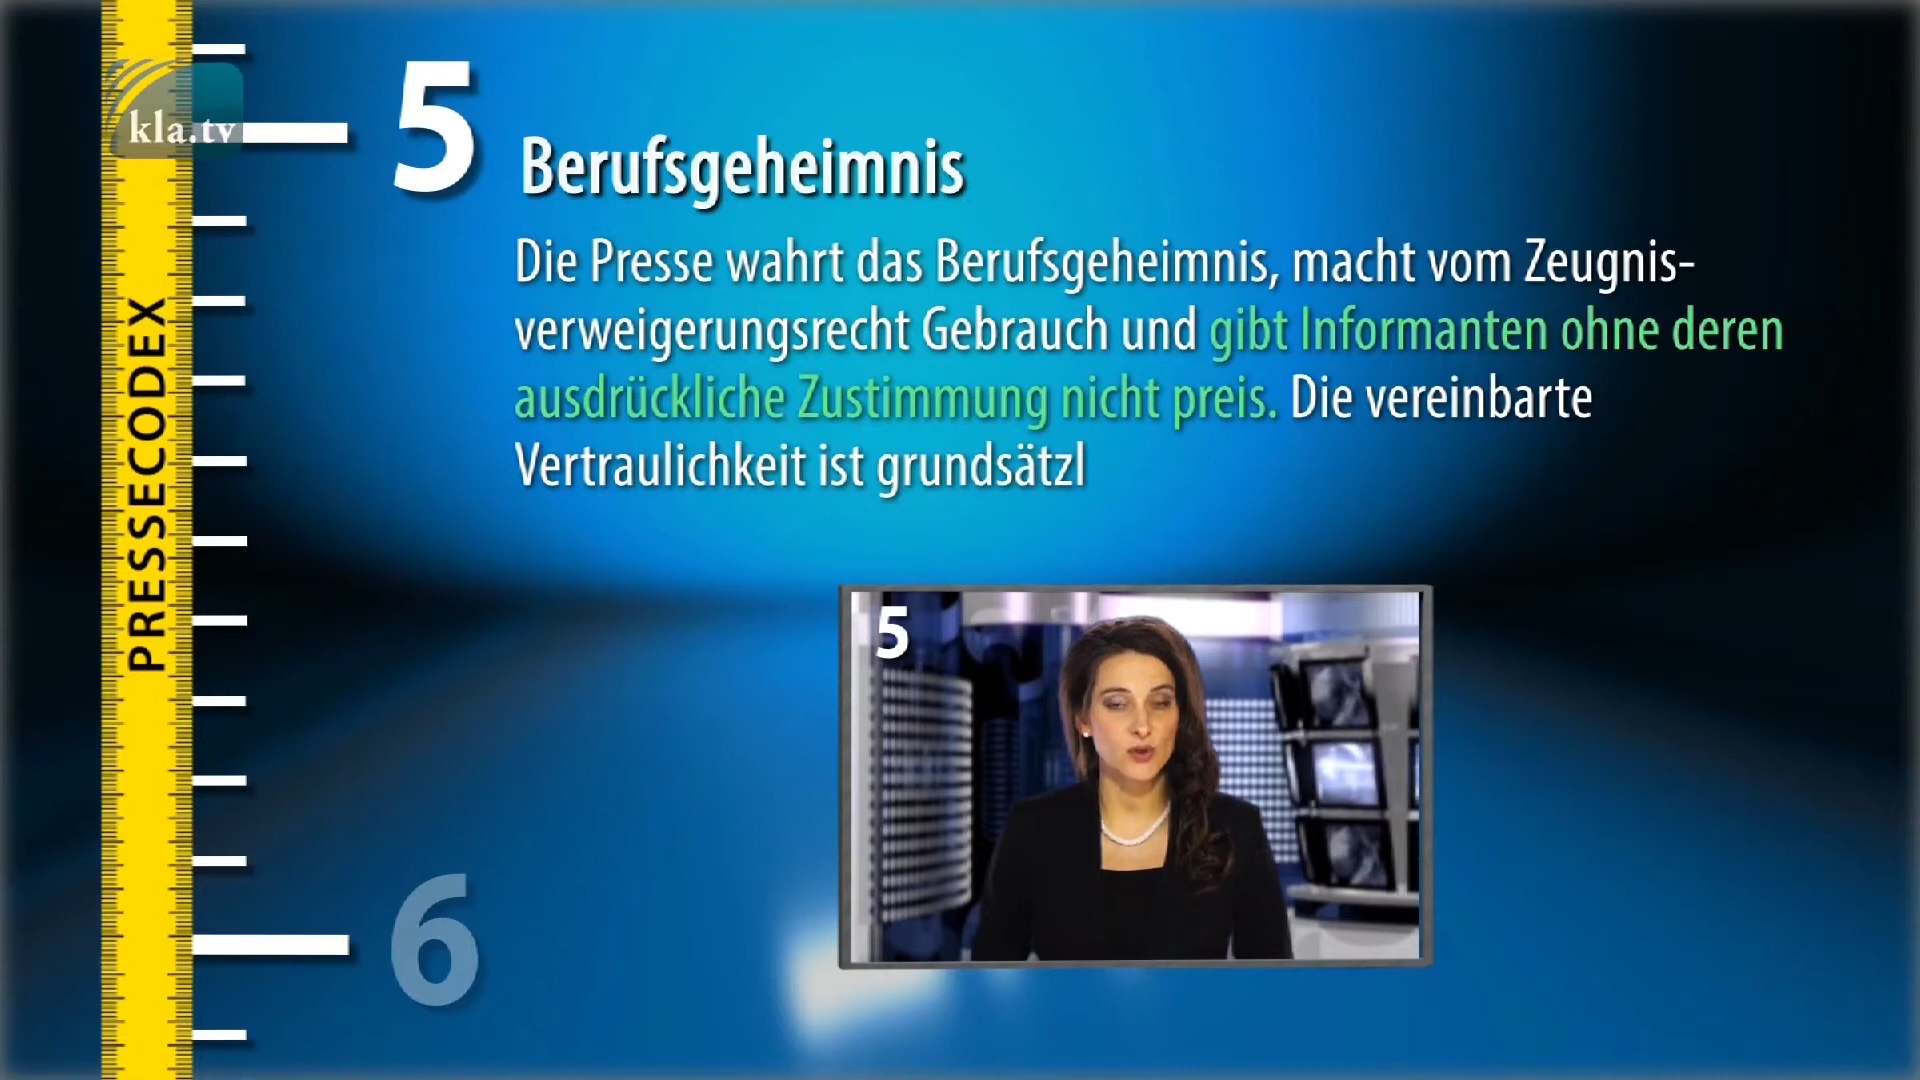 kla.tv
PRESSECODEX
5
Berufsgeheimnis
Die Presse wahrt das Berufsgeheimnis, macht vom Zeugnis-
verweigerungsrecht Gebrauch und gibt Informanten ohne deren
ausdrückliche Zustimmung nicht preis. Die vereinbarte
Vertraulichkeit ist grundsätzl
5
6